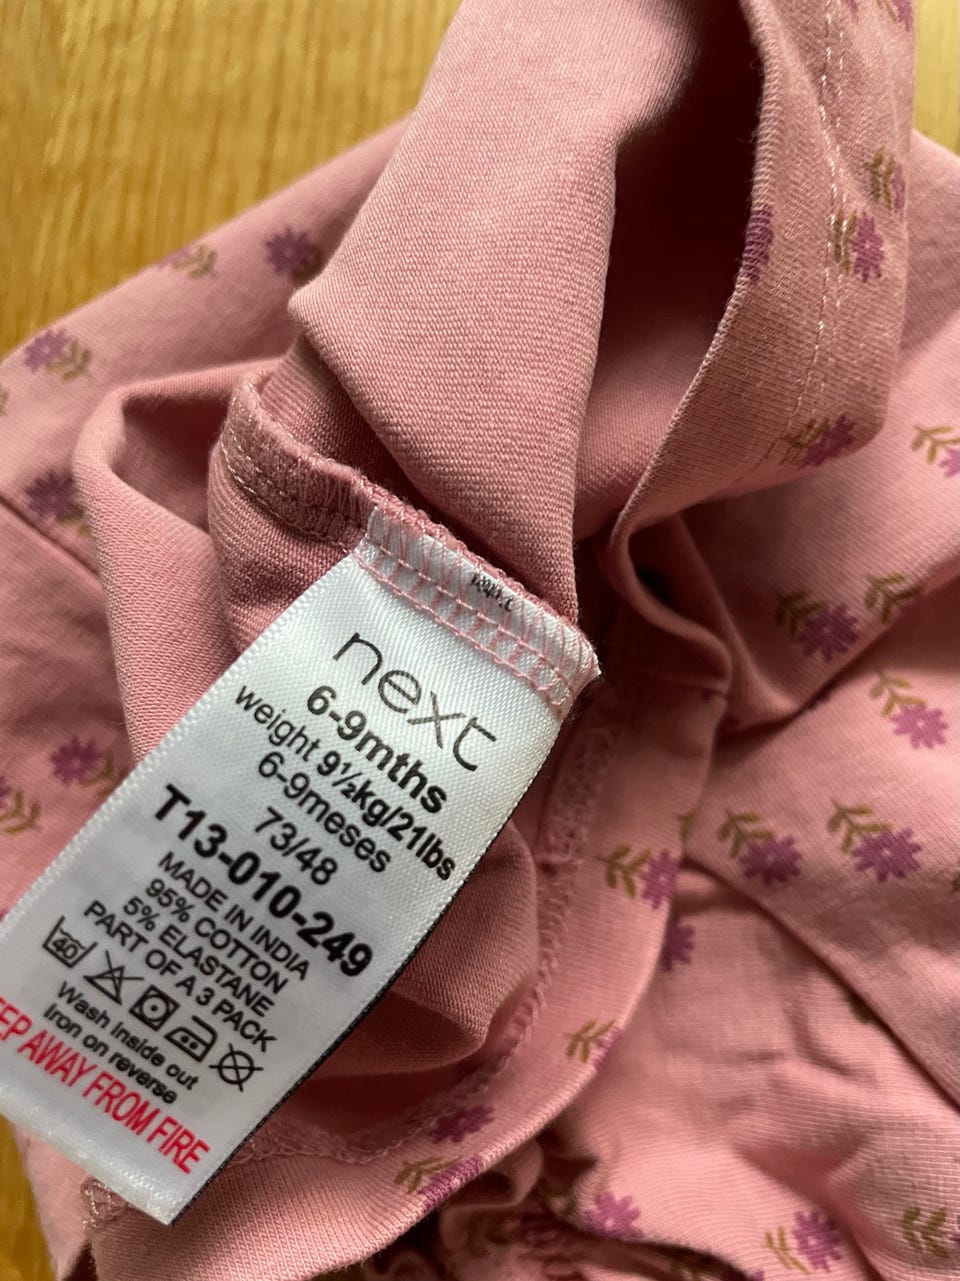 next
6-9mths
weight 9½kg/21lbs
6-9meses
73/48
T13-010-249
MADE IN INDIA
95% COTTON
5% ELASTANE
PART OF A 3 PACK
40
Wash inside out
Iron on reverse
AWAY FROM FIRE